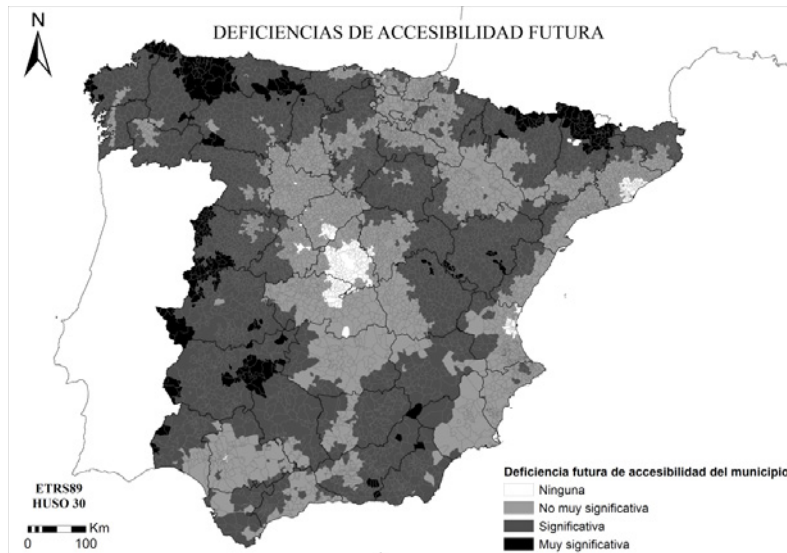 N
DEFICIENCIAS DE ACCESIBILIDAD FUTURA
ETRS89
HUSO 30
Km
0 100
Deficiencia futura de accesibilidad del municipio
Ninguna
No muy significativa
Significativa
Muy significativa